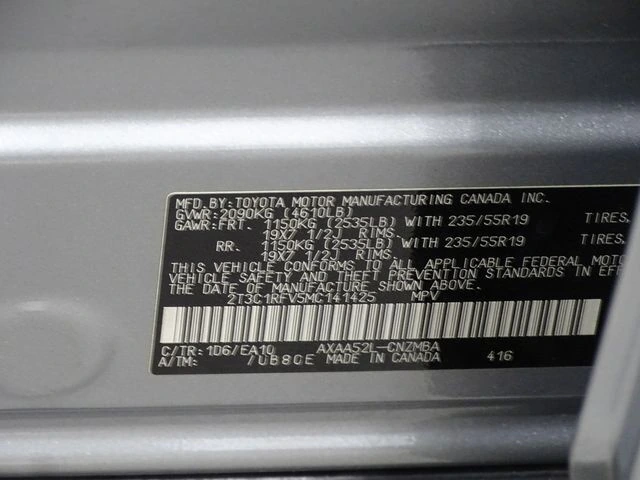 MFD.BY:TOYOTA MOTOR MANUFACTURING CANADA INC.
GVWR:2090KG (4610LB)
GAWR:FRT. 1150KG (2535LB) WITH 235/55R19 TIRES,
19X7 1/2J RIMS.
RR. 1150KG (2535LB) WITH 235/55R19 TIRES,
19X7 1/2J RIMS.
THIS VEHICLE CONFORMS TO ALL APPLICABLE FEDERAL MOTO
VEHICLE SAFETY AND THEFT PREVENTION STANDARDS IN EFF
THE DATE OF MANUFACTURE SHOWN ABOVE.
2T3C1RFV5MC141425 MPV
C/TR:1D6/EA10 AXAA52L-CNZMBA
A/TM: /UB8CE MADE IN CANADA 416